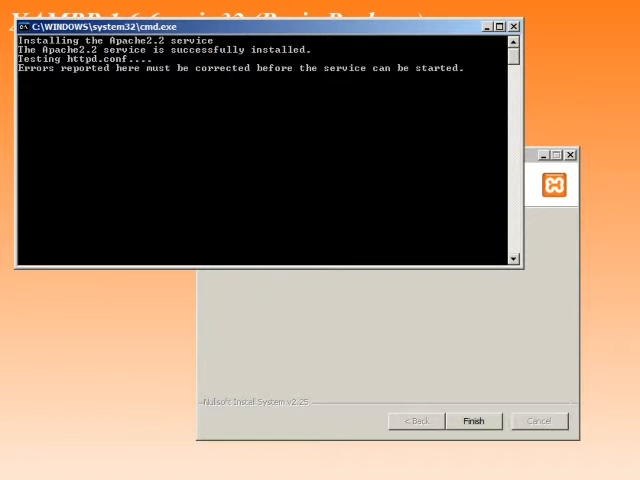 C:\WINDOWS\system32\cmd.exe
Installing the Apache2.2 service
The Apache2.2 service is successfully installed.
Testing httpd.conf....
Errors reported here must be corrected before the service can be started.
Nullsoft Install System v2.25
< Back
Finish
Cancel